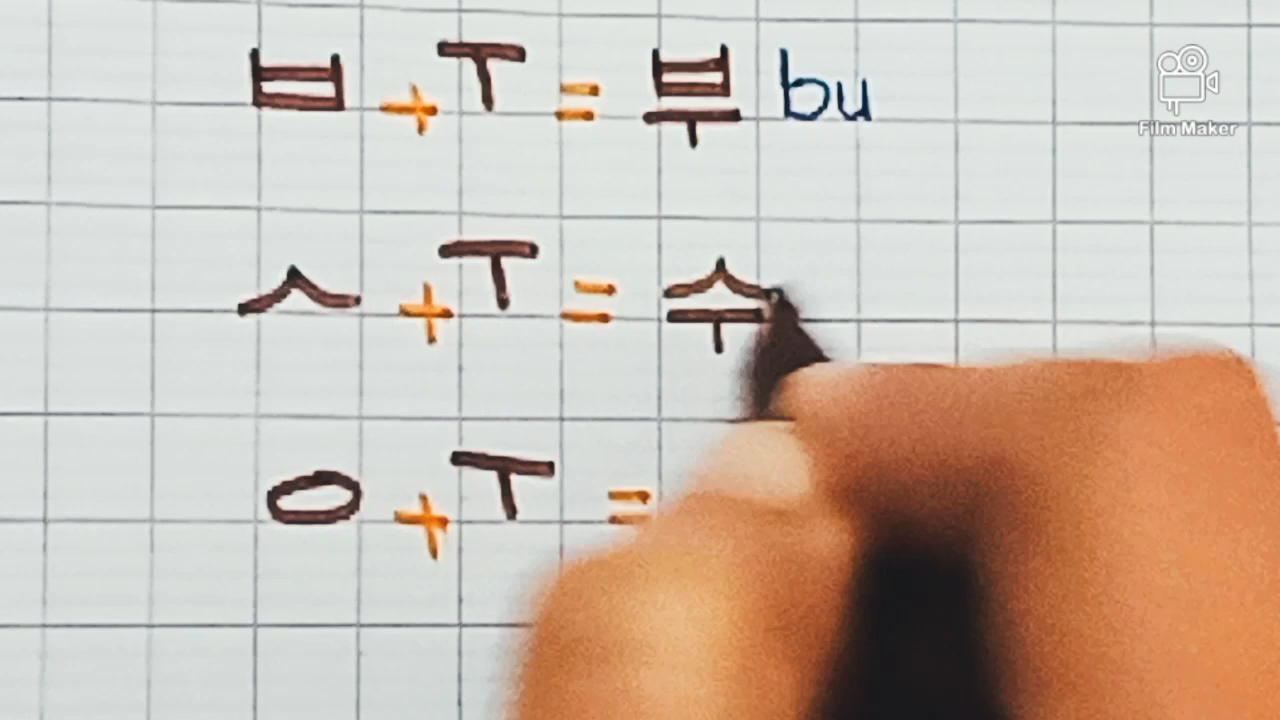 ㅂ + ㅜ = 부 bu
Film Maker
ㅅ + ㅜ = 수
ㅇ + ㅜ =